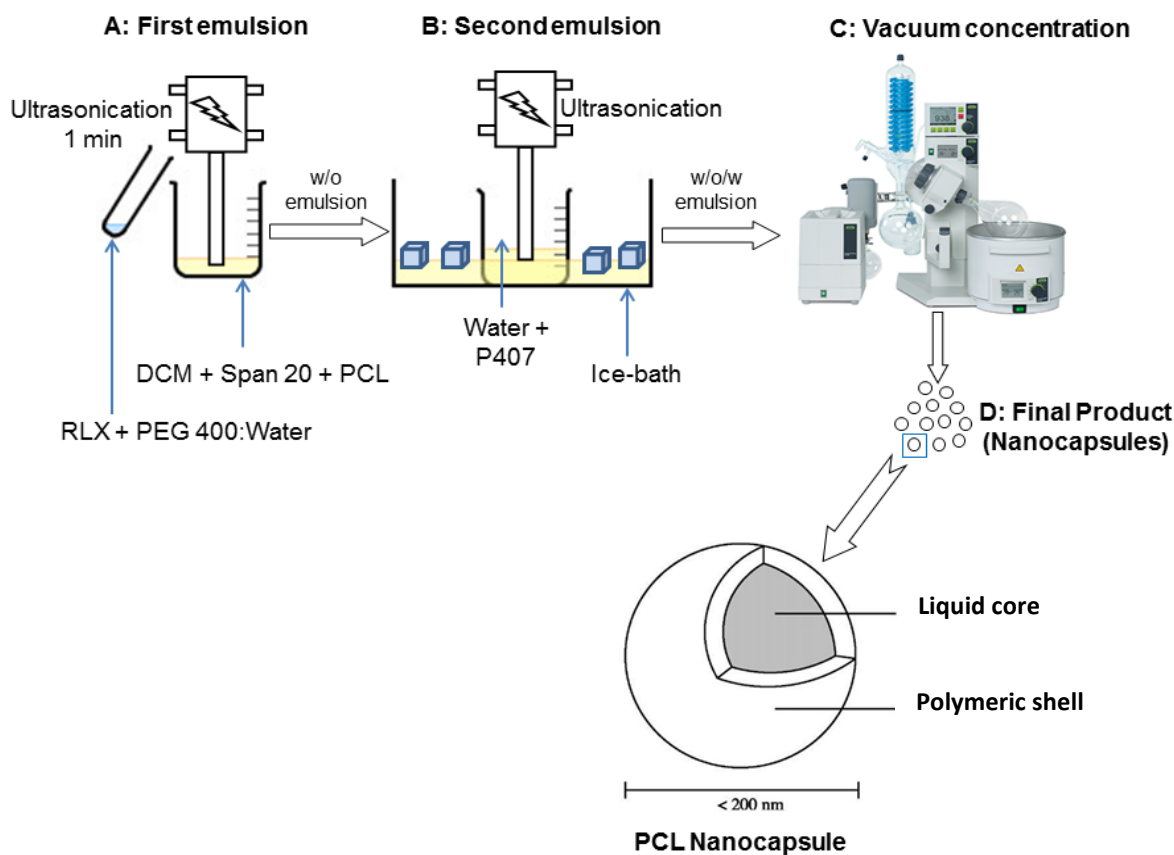 A: First emulsion
B: Second emulsion
C: Vacuum concentration
Ultrasonication
1 min
Ultrasonication
w/o
emulsion
w/o/w
emulsion
Water +
P407
DCM + Span 20 + PCL
Ice-bath
RLX + PEG 400:Water
D: Final Product
(Nanocapsules)
Liquid core
Polymeric shell
< 200 nm
PCL Nanocapsule